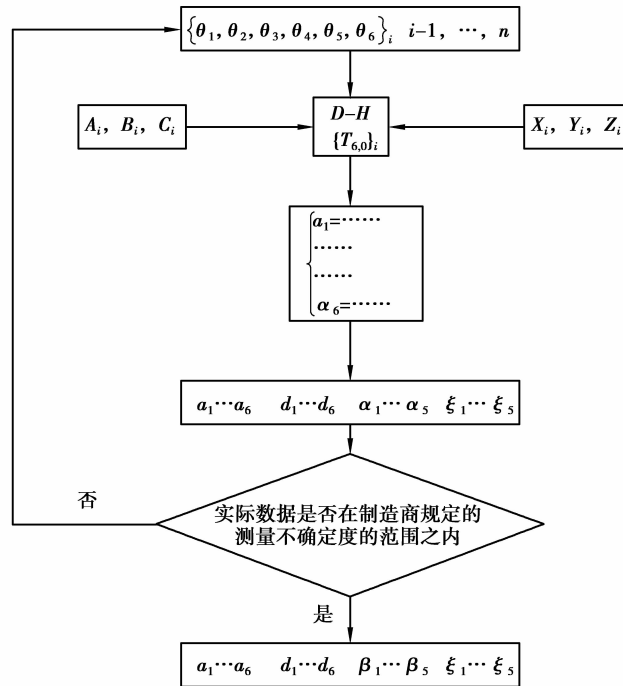 {θ₁, θ₂, θ₃, θ₄, θ₅, θ₆}ᵢ i–1, ⋯, n
Aᵢ, Bᵢ, Cᵢ
D–H
{T₆,₀}ᵢ
Xᵢ, Yᵢ, Zᵢ
a₁=⋯⋯
⋯⋯
⋯⋯
α₆=⋯⋯
a₁⋯a₆ d₁⋯d₆ α₁⋯α₅ ξ₁⋯ξ₅
否
实际数据是否在制造商规定的
测量不确定度的范围之内
是
a₁⋯a₆ d₁⋯d₆ β₁⋯β₅ ξ₁⋯ξ₅